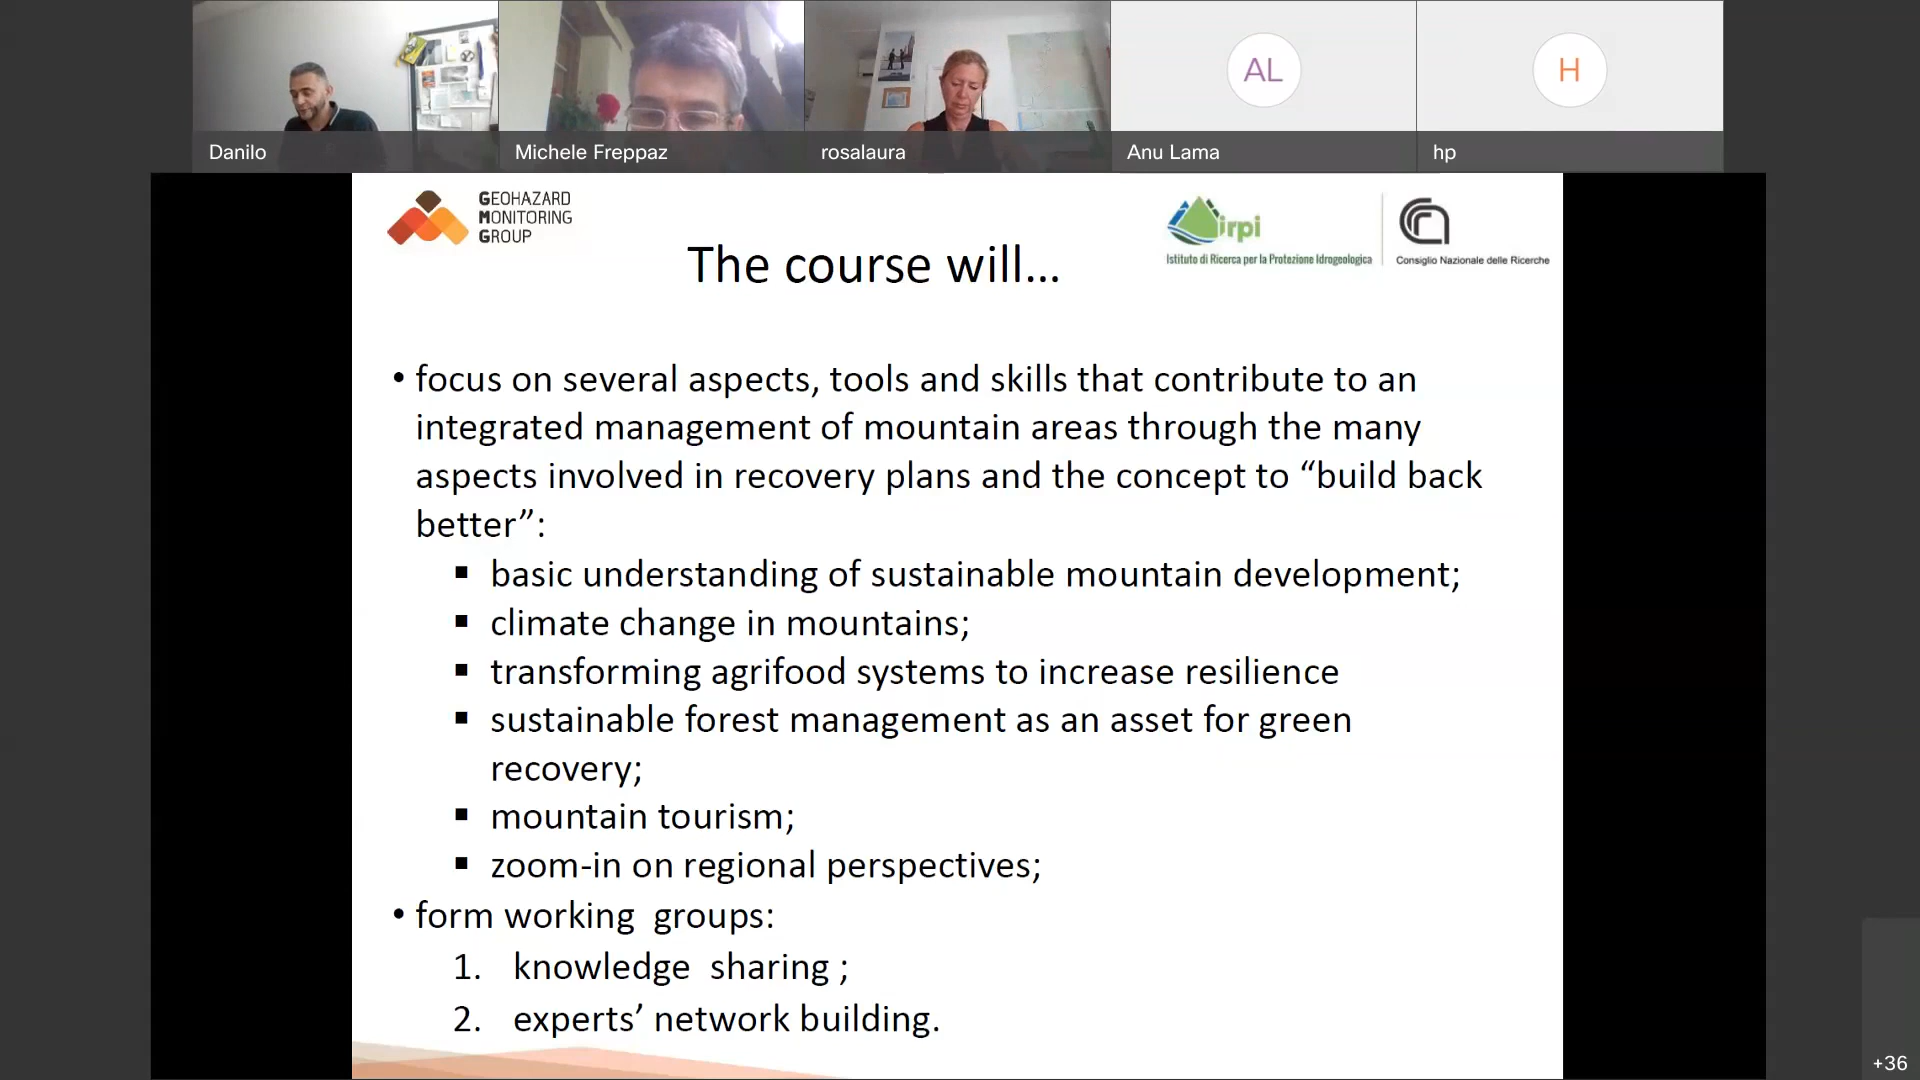 AL
H
Danilo
Michele Freppaz
rosalaura
Anu Lama
hp
GEOHAZARD
MONITORING
GROUP
irpi
Istituto di Ricerca per la Protezione Idrogeologica
Consiglio Nazionale delle Ricerche
The course will...
• focus on several aspects, tools and skills that contribute to an
integrated management of mountain areas through the many
aspects involved in recovery plans and the concept to “build back
better”:
▪ basic understanding of sustainable mountain development;
▪ climate change in mountains;
▪ transforming agrifood systems to increase resilience
▪ sustainable forest management as an asset for green
recovery;
▪ mountain tourism;
▪ zoom-in on regional perspectives;
• form working  groups:
1. knowledge  sharing ;
2. experts’ network building.
+36